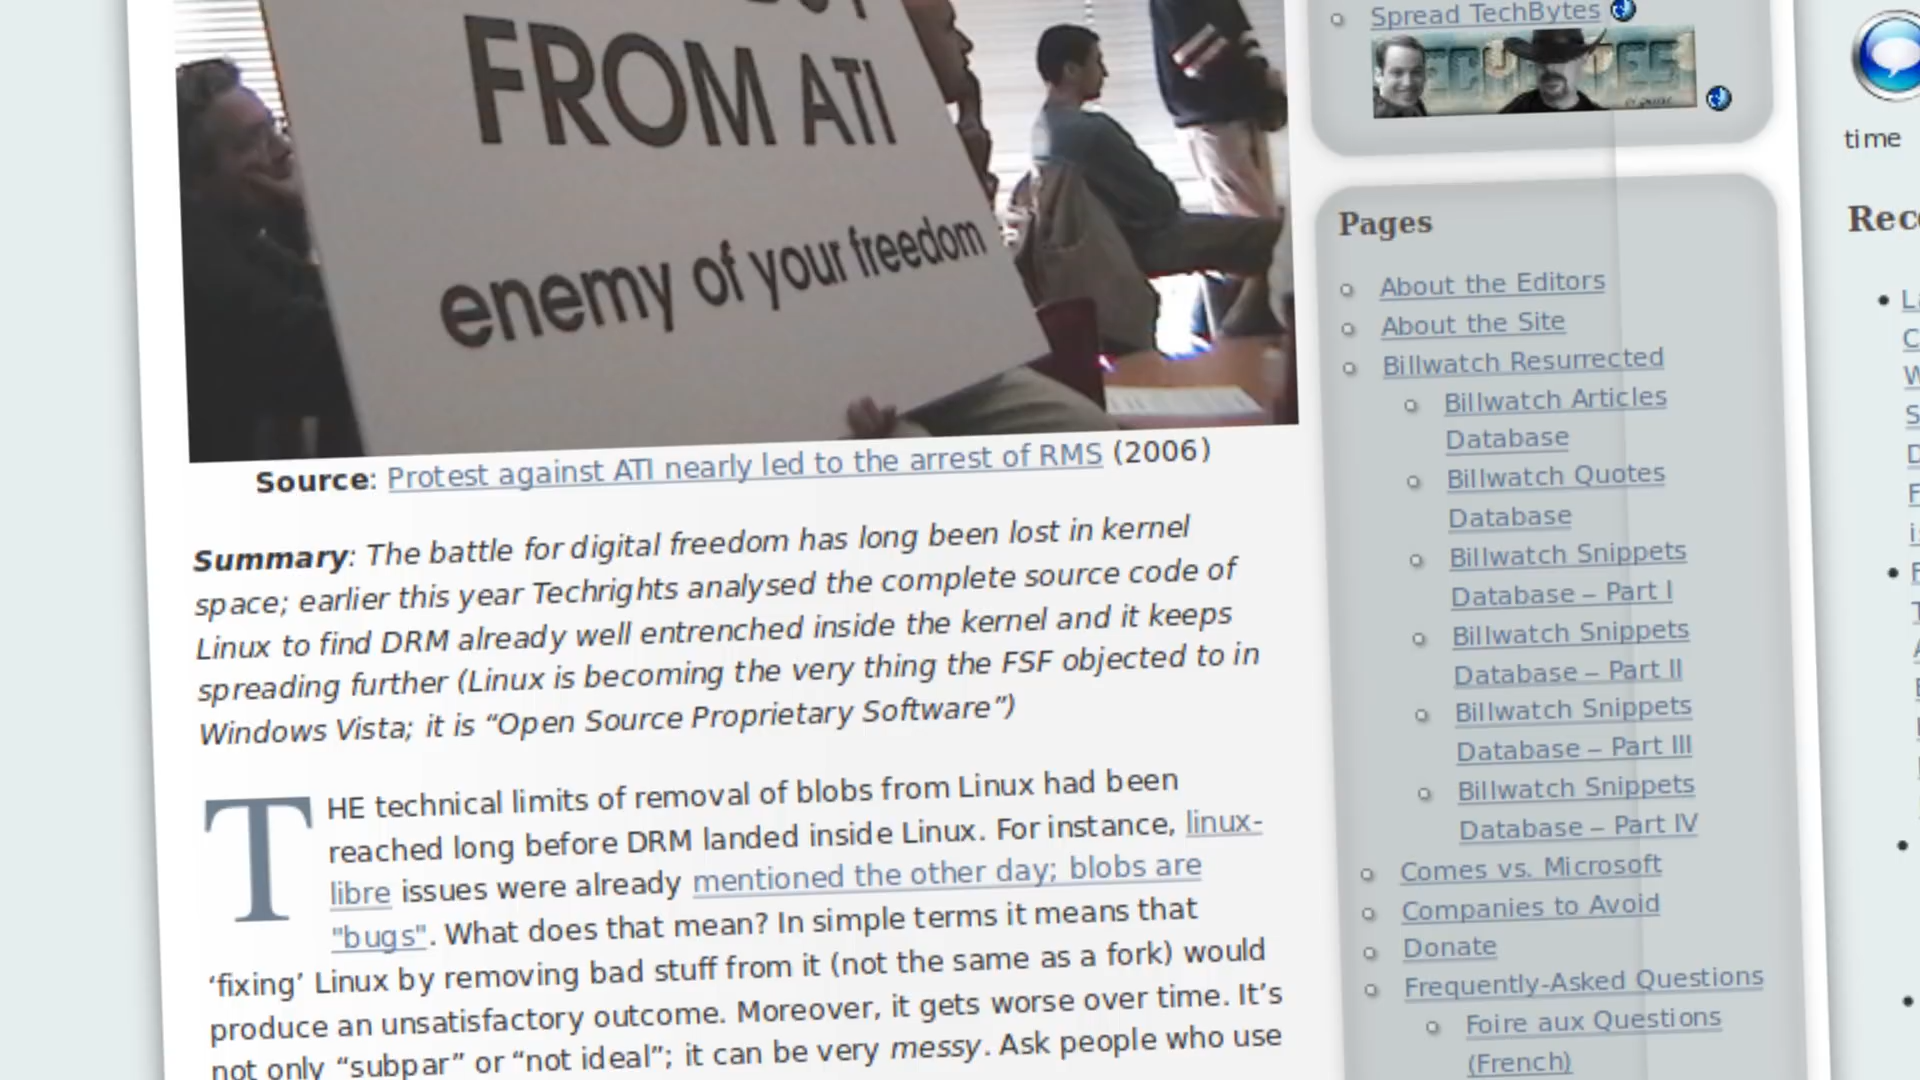 FROM ATI
enemy of your freedom
Source: Protest against ATI nearly led to the arrest of RMS (2006)
Summary: The battle for digital freedom has long been lost in kernel
space; earlier this year Techrights analysed the complete source code of
Linux to find DRM already well entrenched inside the kernel and it keeps
spreading further (Linux is becoming the very thing the FSF objected to in
Windows Vista; it is “Open Source Proprietary Software”)
THE technical limits of removal of blobs from Linux had been
reached long before DRM landed inside Linux. For instance, linux-
libre issues were already mentioned the other day; blobs are
"bugs". What does that mean? In simple terms it means that
‘fixing’ Linux by removing bad stuff from it (not the same as a fork) would
produce an unsatisfactory outcome. Moreover, it gets worse over time. It’s
not only “subpar” or “not ideal”; it can be very messy. Ask people who use
Spread TechBytes
Pages
About the Editors
About the Site
Billwatch Resurrected
Billwatch Articles
Database
Billwatch Quotes
Database
Billwatch Snippets
Database – Part I
Billwatch Snippets
Database – Part II
Billwatch Snippets
Database – Part III
Billwatch Snippets
Database – Part IV
Comes vs. Microsoft
Companies to Avoid
Donate
Frequently-Asked Questions
Foire aux Questions
(French)
time